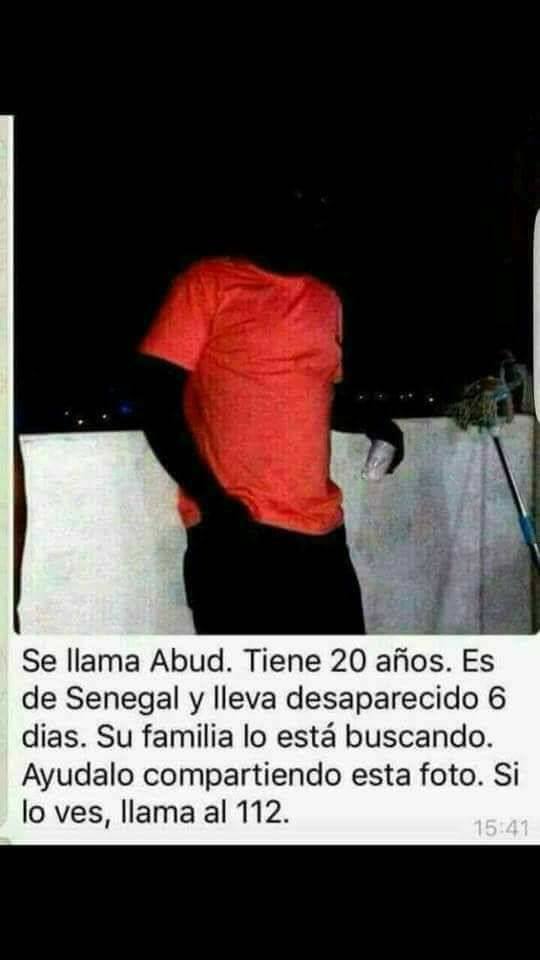 Se llama Abud. Tiene 20 años. Es
de Senegal y lleva desaparecido 6
dias. Su familia lo está buscando.
Ayudalo compartiendo esta foto. Si
lo ves, llama al 112.
15:41